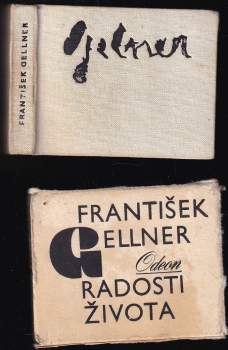 FRANTIŠEK GELLNER
Gellner
FRANTIŠEK
GELLNER
Odeon
RADOSTI
ŽIVOTA